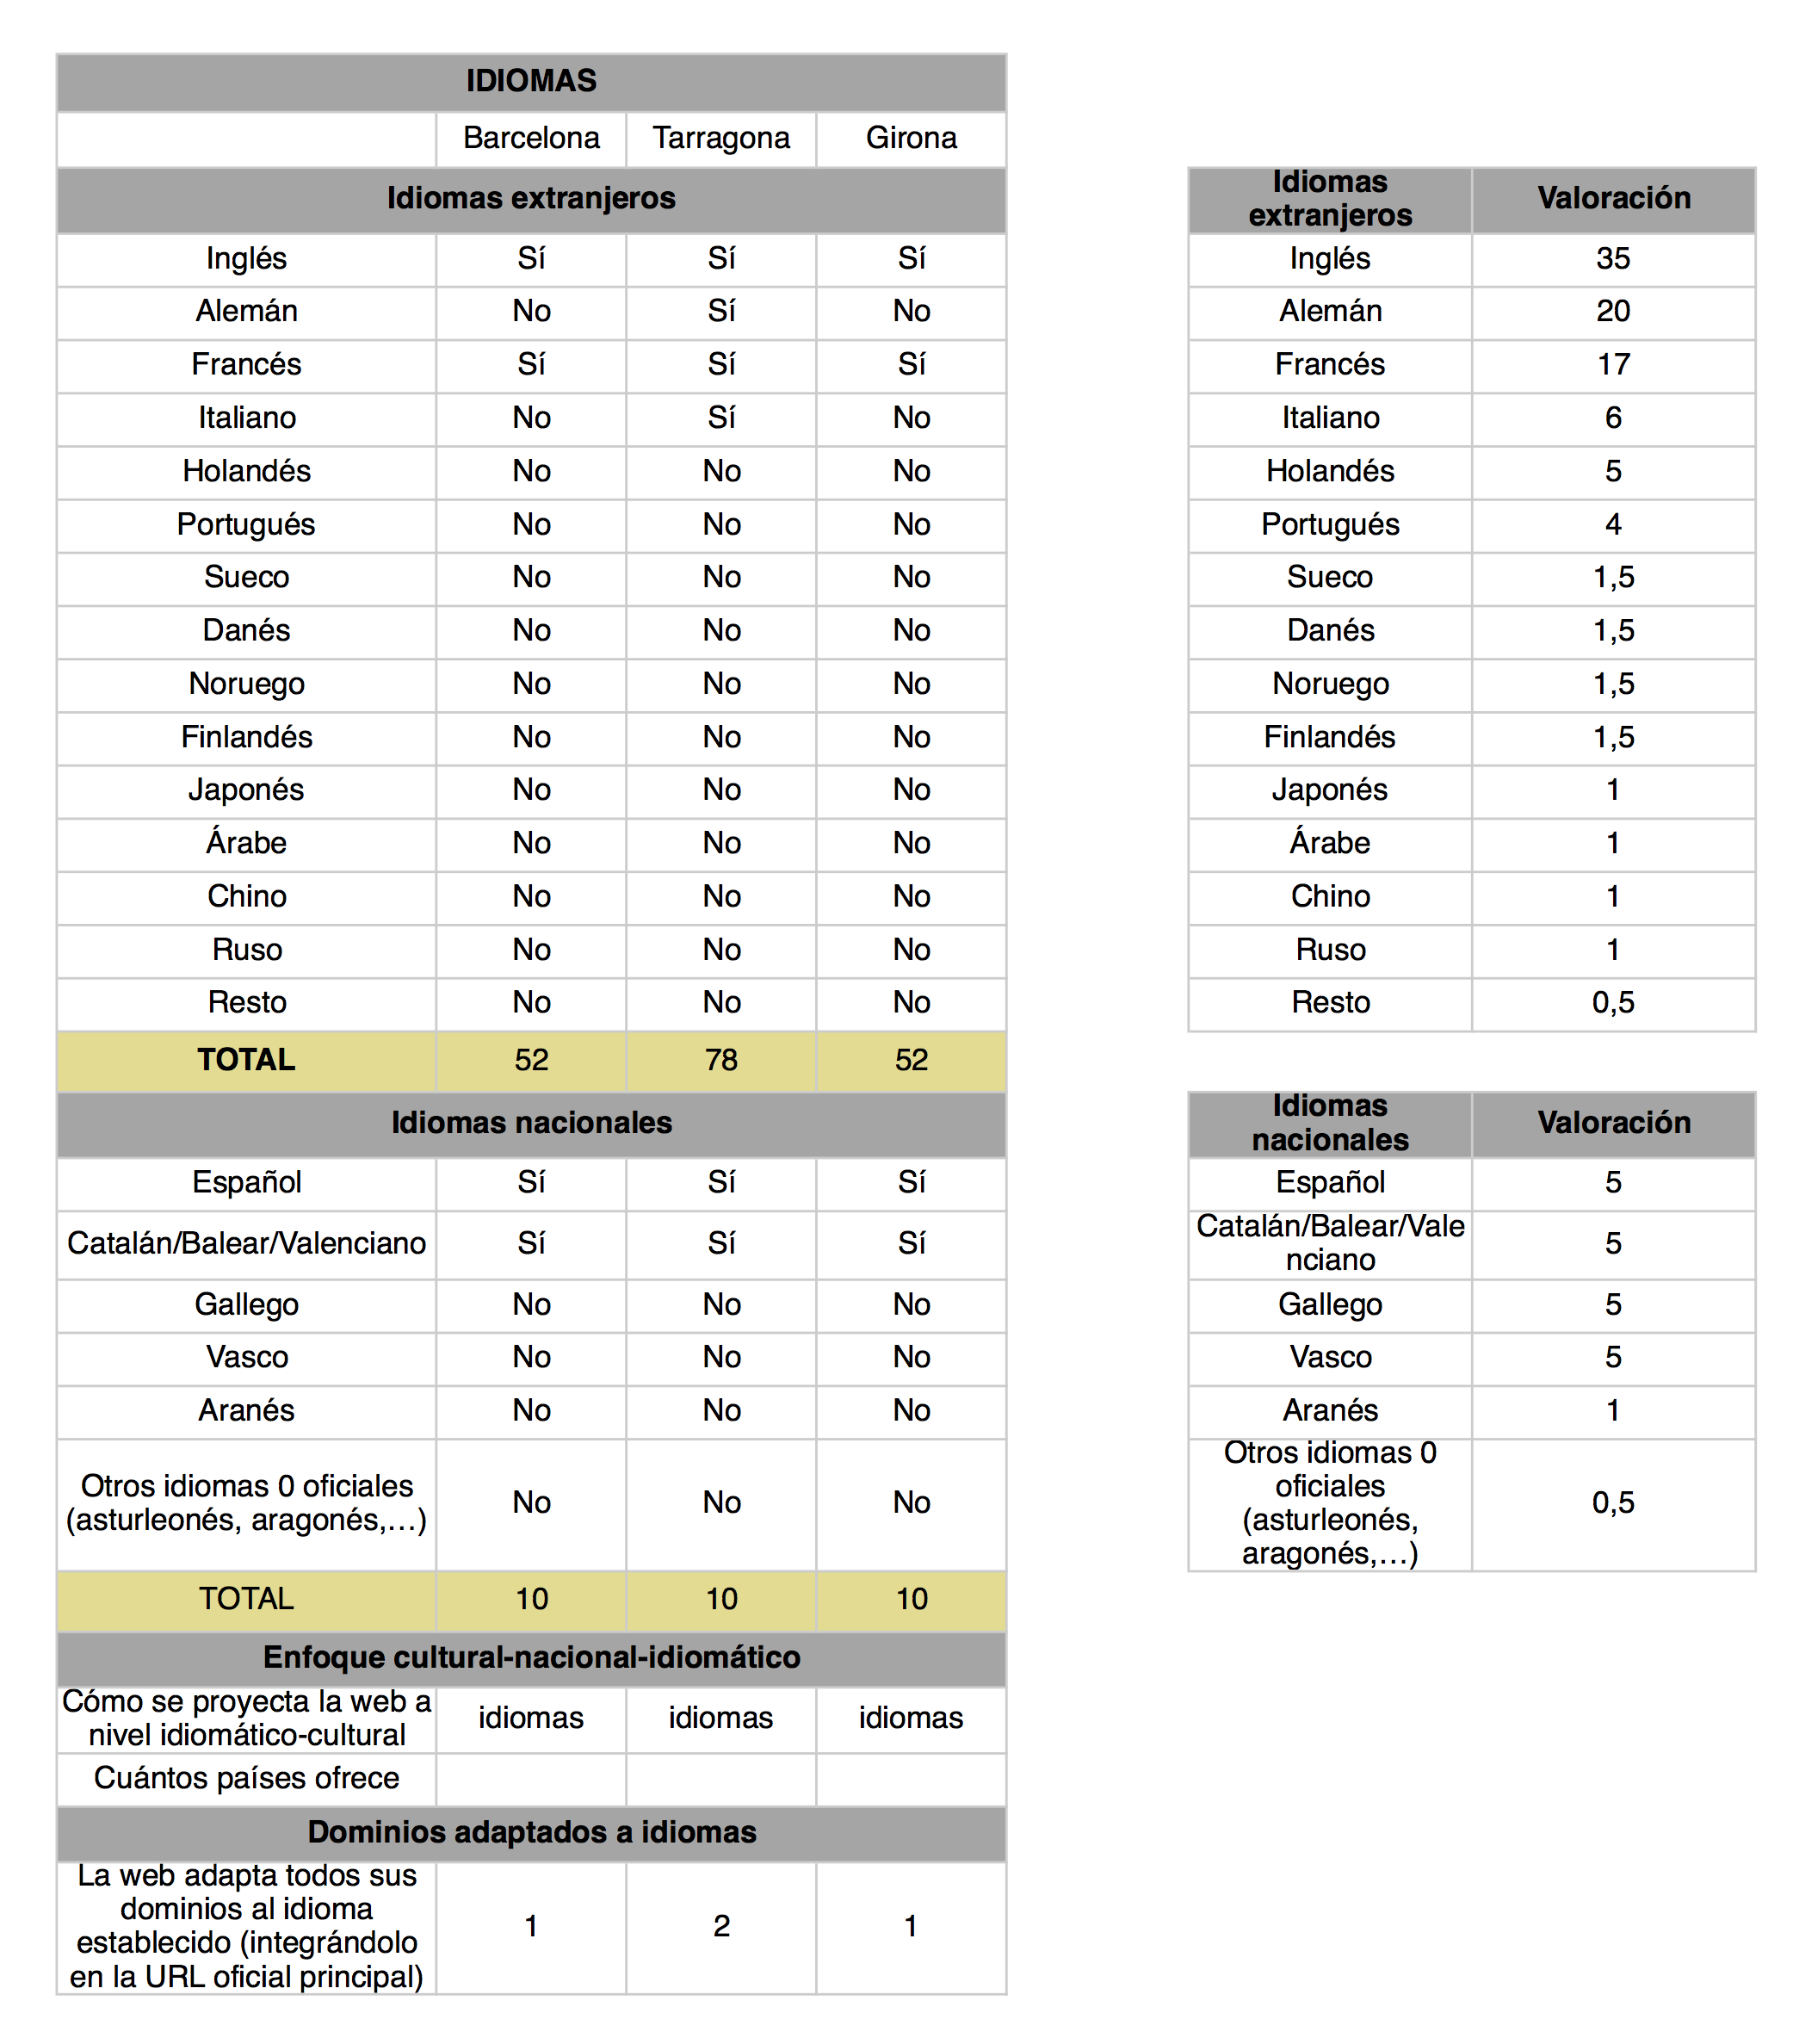 IDIOMAS
Barcelona Tarragona Girona
Idiomas extranjeros
Inglés Sí Sí Sí
Alemán No Sí No
Francés Sí Sí Sí
Italiano No Sí No
Holandés No No No
Portugués No No No
Sueco No No No
Danés No No No
Noruego No No No
Finlandés No No No
Japonés No No No
Árabe No No No
Chino No No No
Ruso No No No
Resto No No No
TOTAL 52 78 52
Idiomas nacionales
Español Sí Sí Sí
Catalán/Balear/Valenciano Sí Sí Sí
Gallego No No No
Vasco No No No
Aranés No No No
Otros idiomas 0 oficiales
(asturleonés, aragonés,…) No No No
TOTAL 10 10 10
Enfoque cultural-nacional-idiomático
Cómo se proyecta la web a
nivel idiomático-cultural idiomas idiomas idiomas
Cuántos países ofrece
Dominios adaptados a idiomas
La web adapta todos sus
dominios al idioma
establecido (integrándolo
en la URL oficial principal) 1 2 1
Idiomas
extranjeros Valoración
Inglés 35
Alemán 20
Francés 17
Italiano 6
Holandés 5
Portugués 4
Sueco 1,5
Danés 1,5
Noruego 1,5
Finlandés 1,5
Japonés 1
Árabe 1
Chino 1
Ruso 1
Resto 0,5
Idiomas
nacionales Valoración
Español 5
Catalán/Balear/Vale
nciano 5
Gallego 5
Vasco 5
Aranés 1
Otros idiomas 0
oficiales
(asturleonés,
aragonés,…) 0,5